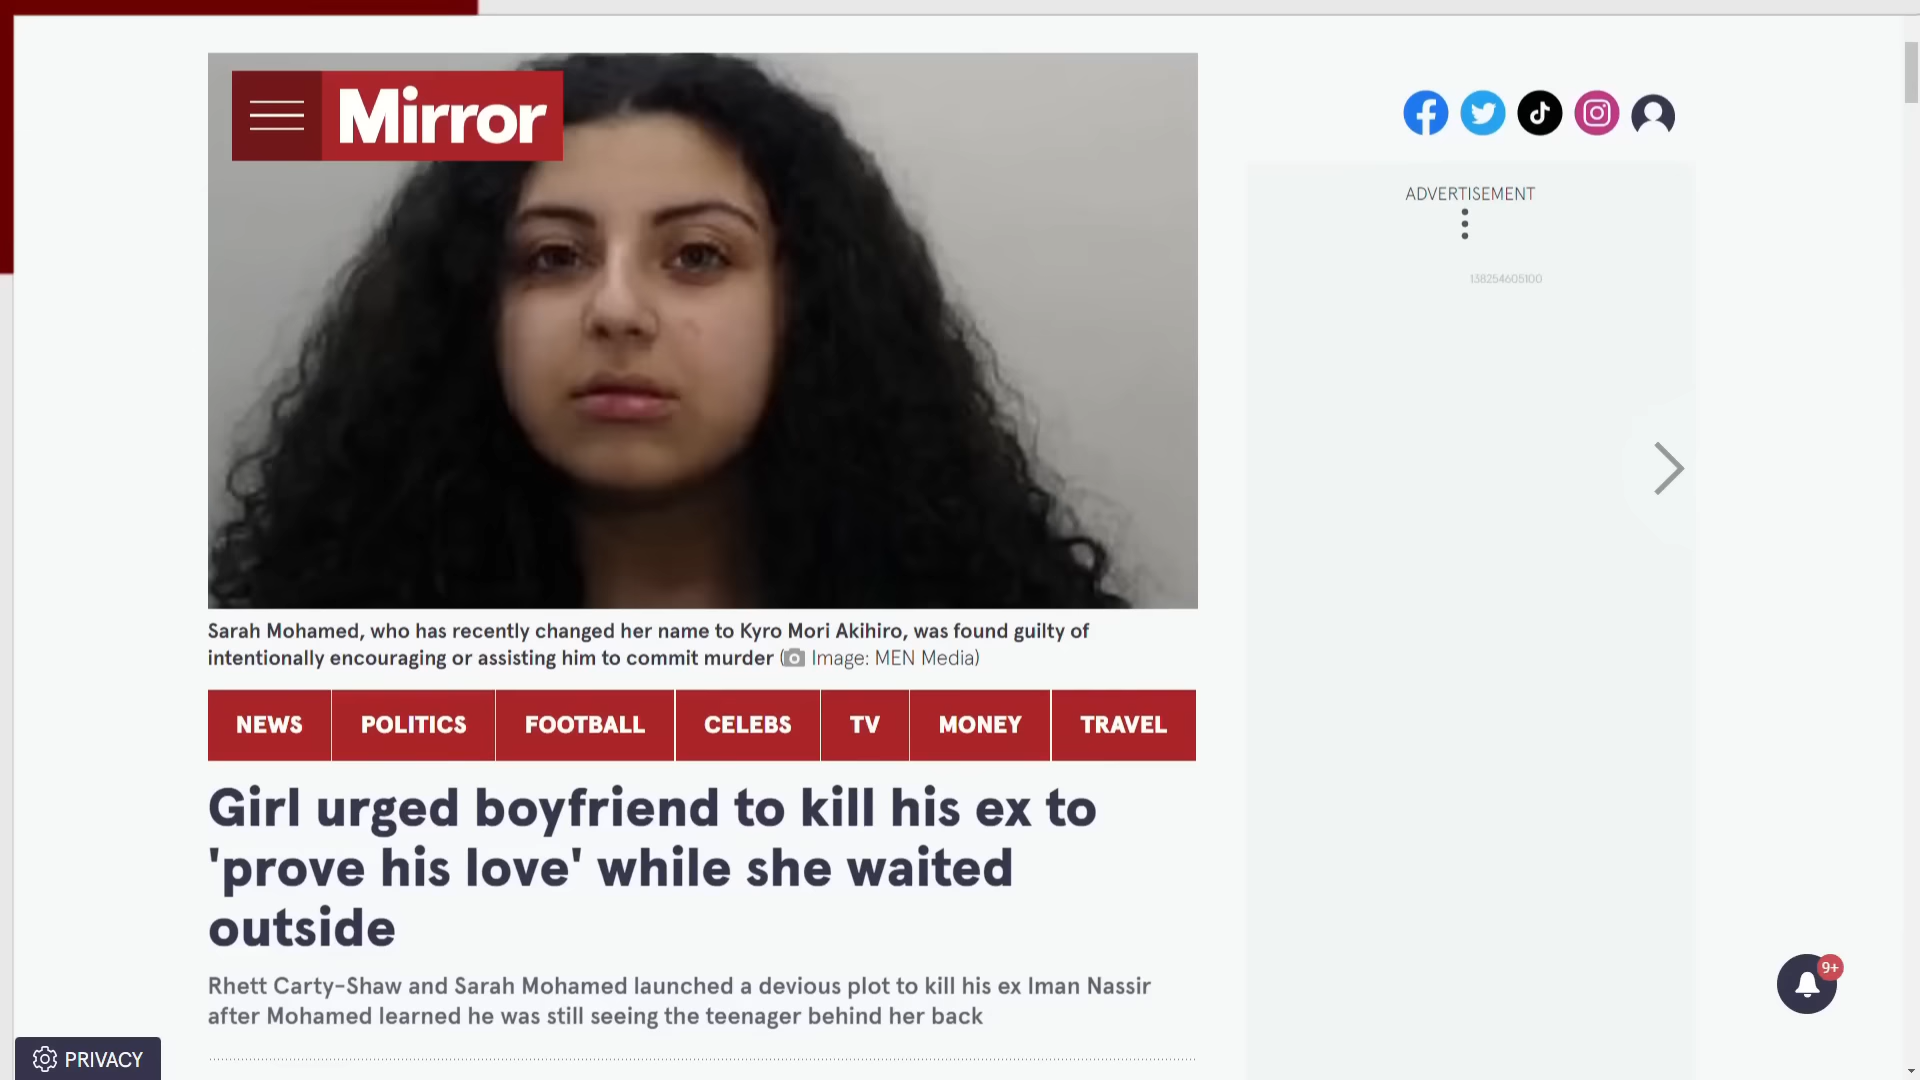 Mirror
ADVERTISEMENT
138254605100
Sarah Mohamed, who has recently changed her name to Kyro Mori Akihiro, was found guilty of
intentionally encouraging or assisting him to commit murder (Image: MEN Media)
NEWS
POLITICS
FOOTBALL
CELEBS
TV
MONEY
TRAVEL
Girl urged boyfriend to kill his ex to
'prove his love' while she waited
outside
Rhett Carty-Shaw and Sarah Mohamed launched a devious plot to kill his ex Iman Nassir
after Mohamed learned he was still seeing the teenager behind her back
9+
PRIVACY